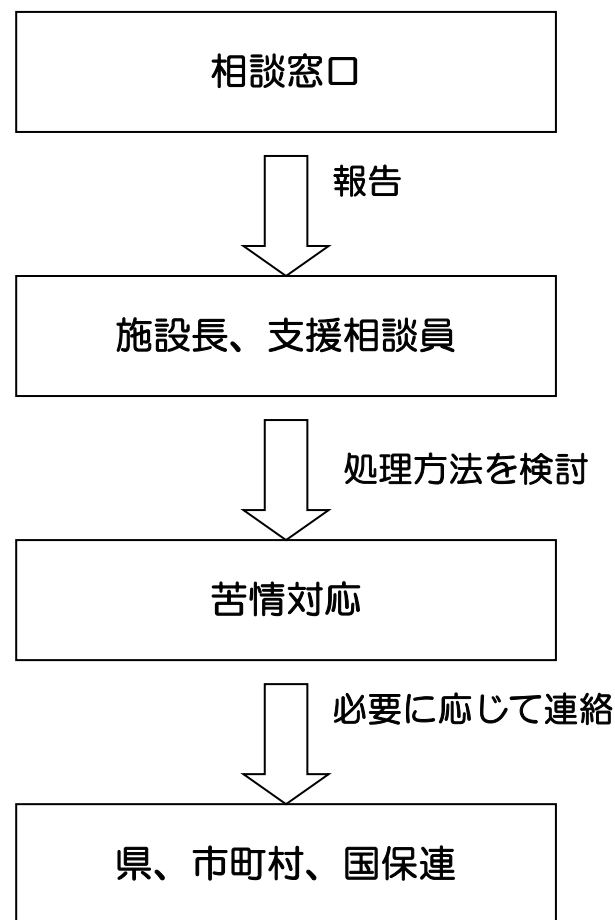 相談窓口
報告
施設長、支援相談員
処理方法を検討
苦情対応
必要に応じて連絡
県、市町村、国保連